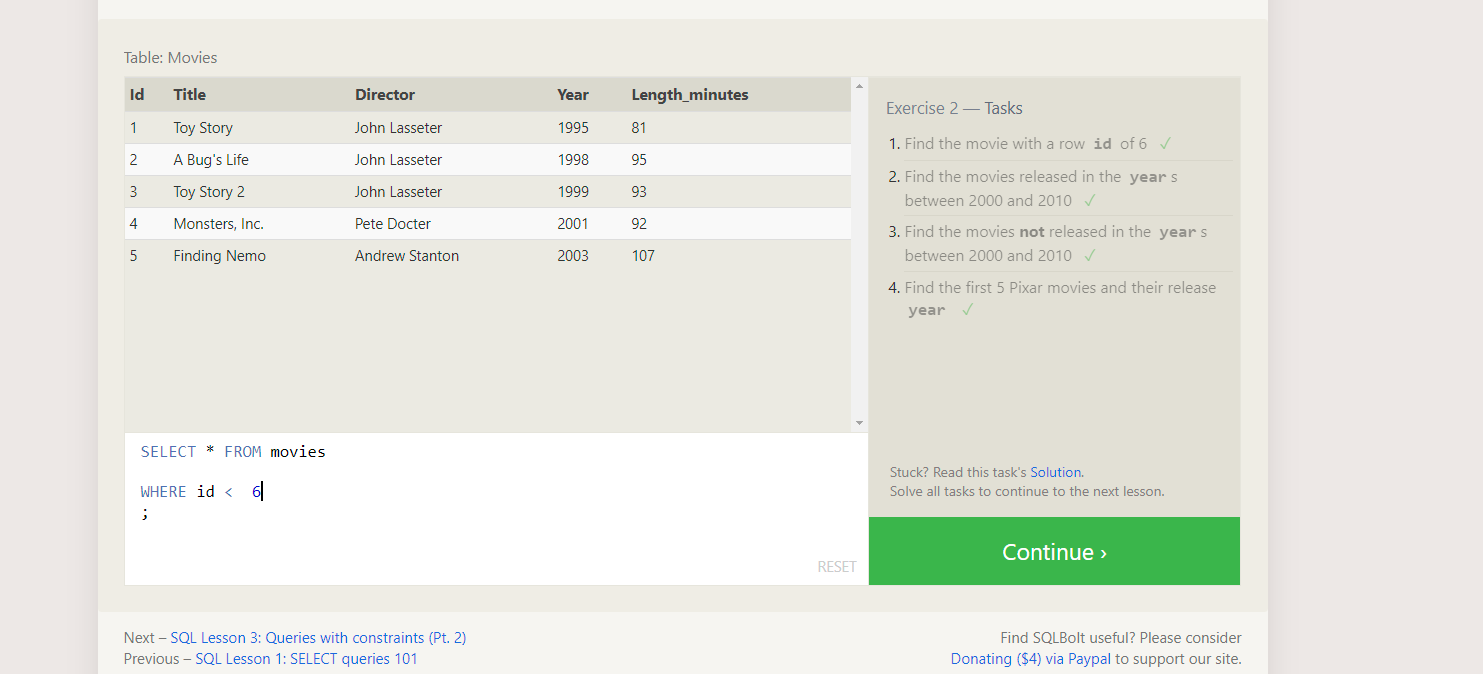 Table: Movies
Id Title Director Year Length_minutes
1 Toy Story John Lasseter 1995 81
2 A Bug's Life John Lasseter 1998 95
3 Toy Story 2 John Lasseter 1999 93
4 Monsters, Inc. Pete Docter 2001 92
5 Finding Nemo Andrew Stanton 2003 107
SELECT * FROM movies
WHERE id <  6
;
RESET
Exercise 2 — Tasks
1. Find the movie with a row id of 6 ✓
2. Find the movies released in the year s
between 2000 and 2010 ✓
3. Find the movies not released in the year s
between 2000 and 2010 ✓
4. Find the first 5 Pixar movies and their release
year ✓
Stuck? Read this task's Solution.
Solve all tasks to continue to the next lesson.
Continue ›
Next – SQL Lesson 3: Queries with constraints (Pt. 2)
Previous – SQL Lesson 1: SELECT queries 101
Find SQLBolt useful? Please consider
Donating ($4) via Paypal to support our site.